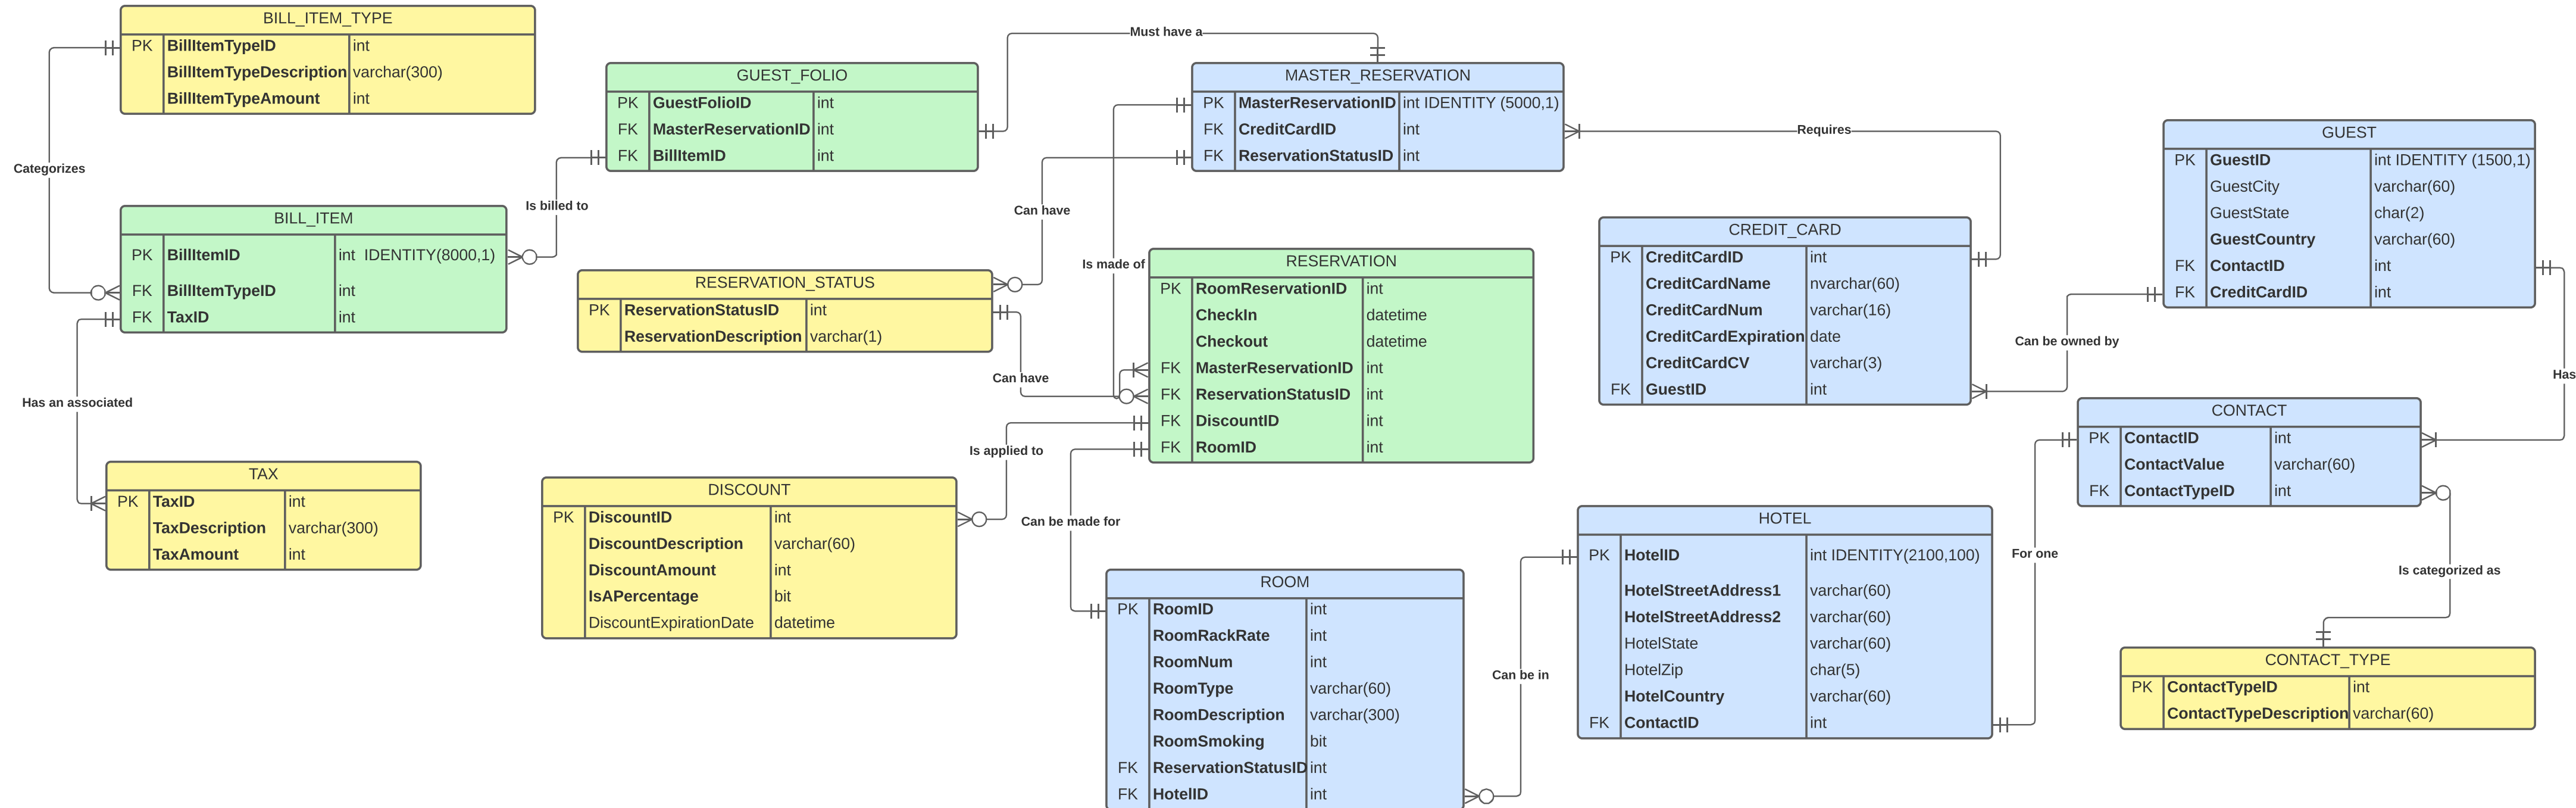 BILL_ITEM_TYPE
PK BillItemTypeID int
BillItemTypeDescription varchar(300)
BillItemTypeAmount int
Categorizes
BILL_ITEM
PK BillItemID int IDENTITY(8000,1)
FK BillItemTypeID int
FK TaxID int
Has an associated
TAX
PK TaxID int
TaxDescription varchar(300)
TaxAmount int
Is billed to
GUEST_FOLIO
PK GuestFolioID int
FK MasterReservationID int
FK BillItemID int
Must have a
MASTER_RESERVATION
PK MasterReservationID int IDENTITY (5000,1)
FK CreditCardID int
FK ReservationStatusID int
Can have
Is made of
RESERVATION_STATUS
PK ReservationStatusID int
ReservationDescription varchar(1)
Can have
RESERVATION
PK RoomReservationID int
CheckIn datetime
Checkout datetime
FK MasterReservationID int
FK ReservationStatusID int
FK DiscountID int
FK RoomID int
Is applied to
DISCOUNT
PK DiscountID int
DiscountDescription varchar(60)
DiscountAmount int
IsAPercentage bit
DiscountExpirationDate datetime
Can be made for
ROOM
PK RoomID int
RoomRackRate int
RoomNum int
RoomType varchar(60)
RoomDescription varchar(300)
RoomSmoking bit
FK ReservationStatusID int
FK HotelID int
Can be in
Requires
CREDIT_CARD
PK CreditCardID int
CreditCardName nvarchar(60)
CreditCardNum varchar(16)
CreditCardExpiration date
CreditCardCV varchar(3)
FK GuestID int
Can be owned by
GUEST
PK GuestID int IDENTITY (1500,1)
GuestCity varchar(60)
GuestState char(2)
GuestCountry varchar(60)
FK ContactID int
FK CreditCardID int
Has
CONTACT
PK ContactID int
ContactValue varchar(60)
FK ContactTypeID int
For one
HOTEL
PK HotelID int IDENTITY(2100,100)
HotelStreetAddress1 varchar(60)
HotelStreetAddress2 varchar(60)
HotelState varchar(60)
HotelZip char(5)
HotelCountry varchar(60)
FK ContactID int
Is categorized as
CONTACT_TYPE
PK ContactTypeID int
ContactTypeDescription varchar(60)